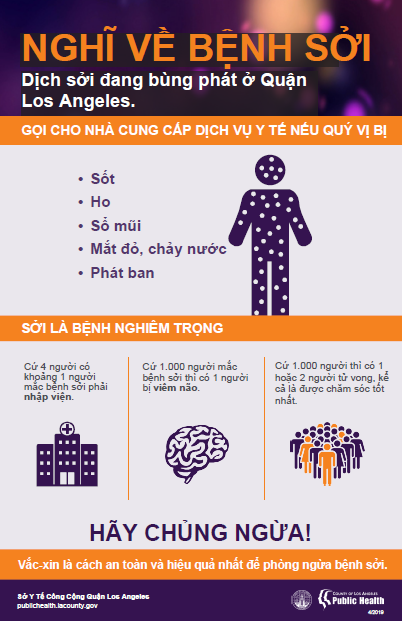 NGHĨ VỀ BỆNH SỞI
Dịch sởi đang bùng phát ở Quận
Los Angeles.
GỌI CHO NHÀ CUNG CẤP DỊCH VỤ Y TẾ NẾU QUÝ VỊ BỊ
• Sốt
• Ho
• Sổ mũi
• Mắt đỏ, chảy nước
• Phát ban
SỞI LÀ BỆNH NGHIÊM TRỌNG
Cứ 4 người có
khoảng 1 người
mắc bệnh sởi phải
nhập viện.
Cứ 1.000 người mắc
bệnh sởi thì có 1 người
bị viêm não.
Cứ 1.000 người thì có 1
hoặc 2 người tử vong, kể
cả là được chăm sóc tốt
nhất.
HÃY CHỦNG NGỪA!
Vắc-xin là cách an toàn và hiệu quả nhất để phòng ngừa bệnh sởi.
Sở Y Tế Công Cộng Quận Los Angeles
publichealth.lacounty.gov
COUNTY OF LOS ANGELES
Public Health
4/2019